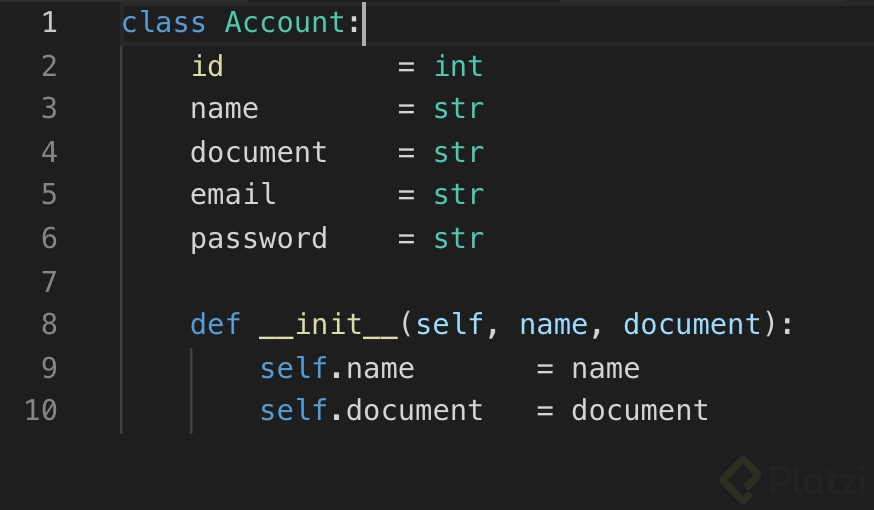 1 class Account:
2     id          = int
3     name        = str
4     document    = str
5     email       = str
6     password    = str
7
8     def __init__(self, name, document):
9         self.name       = name
10         self.document   = document
Platzi